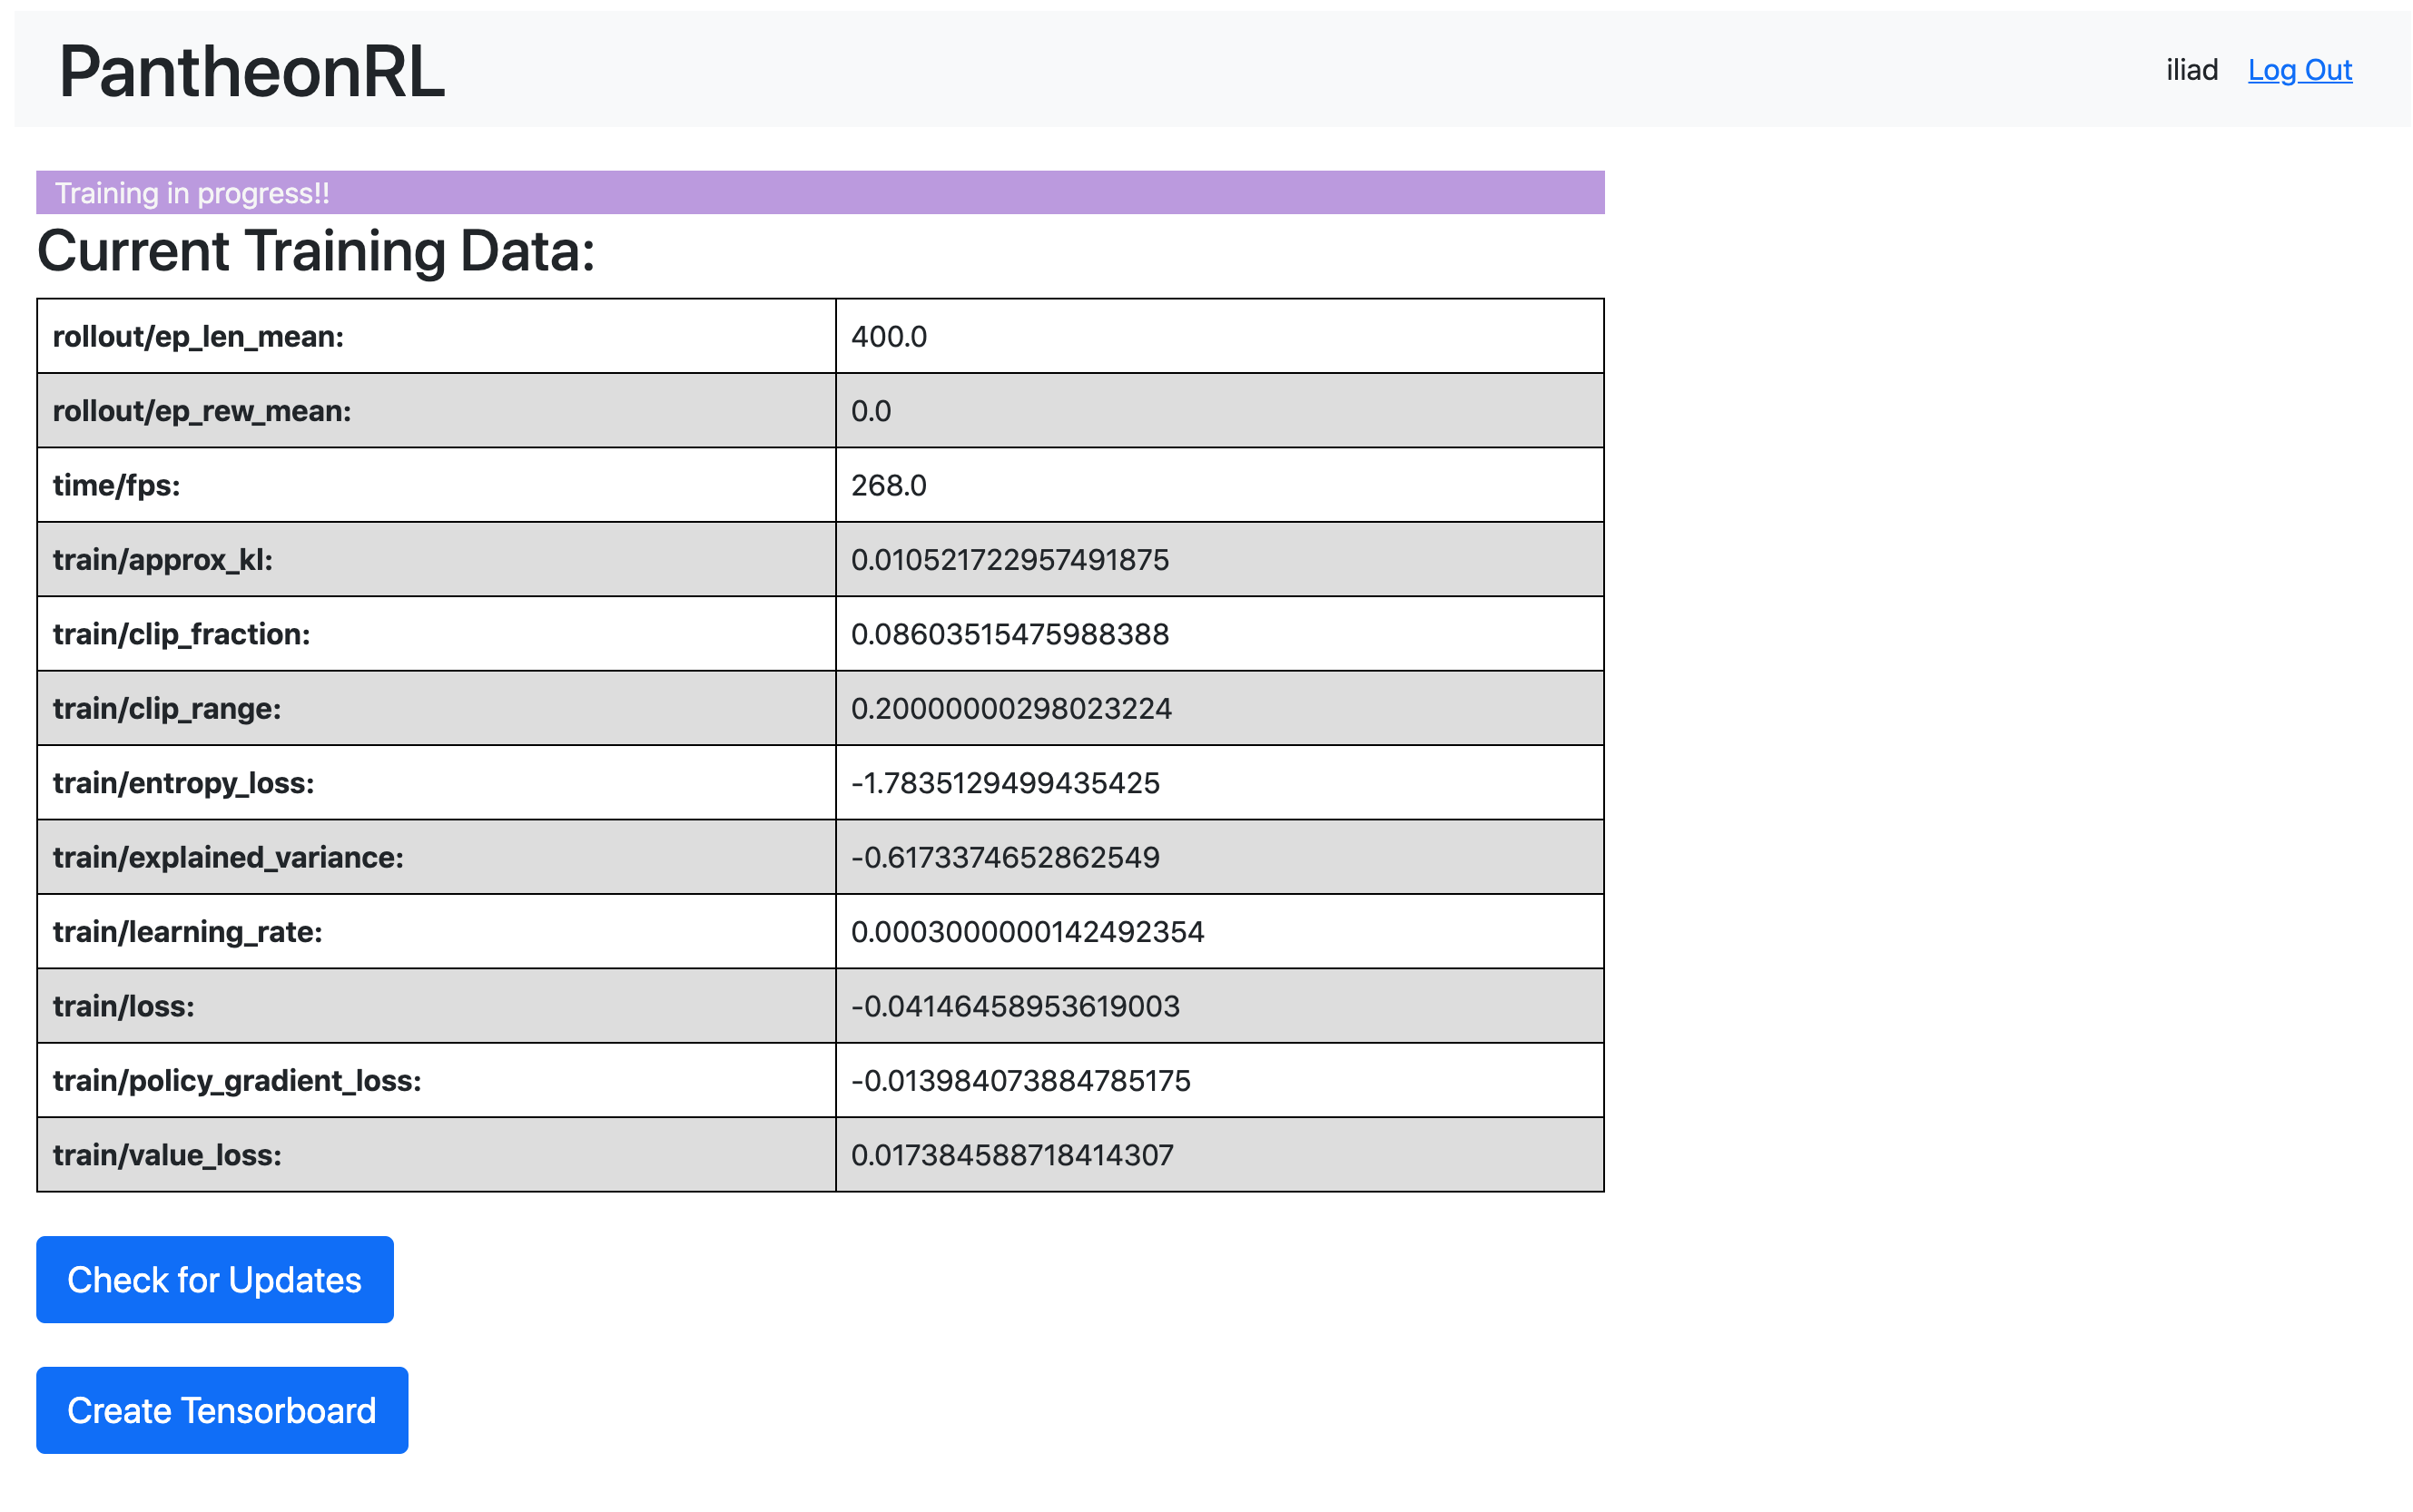 PantheonRL
iliad Log Out
Training in progress!!
Current Training Data:
rollout/ep_len_mean: 400.0
rollout/ep_rew_mean: 0.0
time/fps: 268.0
train/approx_kl: 0.010521722957491875
train/clip_fraction: 0.08603515475988388
train/clip_range: 0.20000000298023224
train/entropy_loss: -1.7835129499435425
train/explained_variance: -0.6173374652862549
train/learning_rate: 0.0003000000142492354
train/loss: -0.04146458953619003
train/policy_gradient_loss: -0.013984073884785175
train/value_loss: 0.017384588718414307
Check for Updates
Create Tensorboard